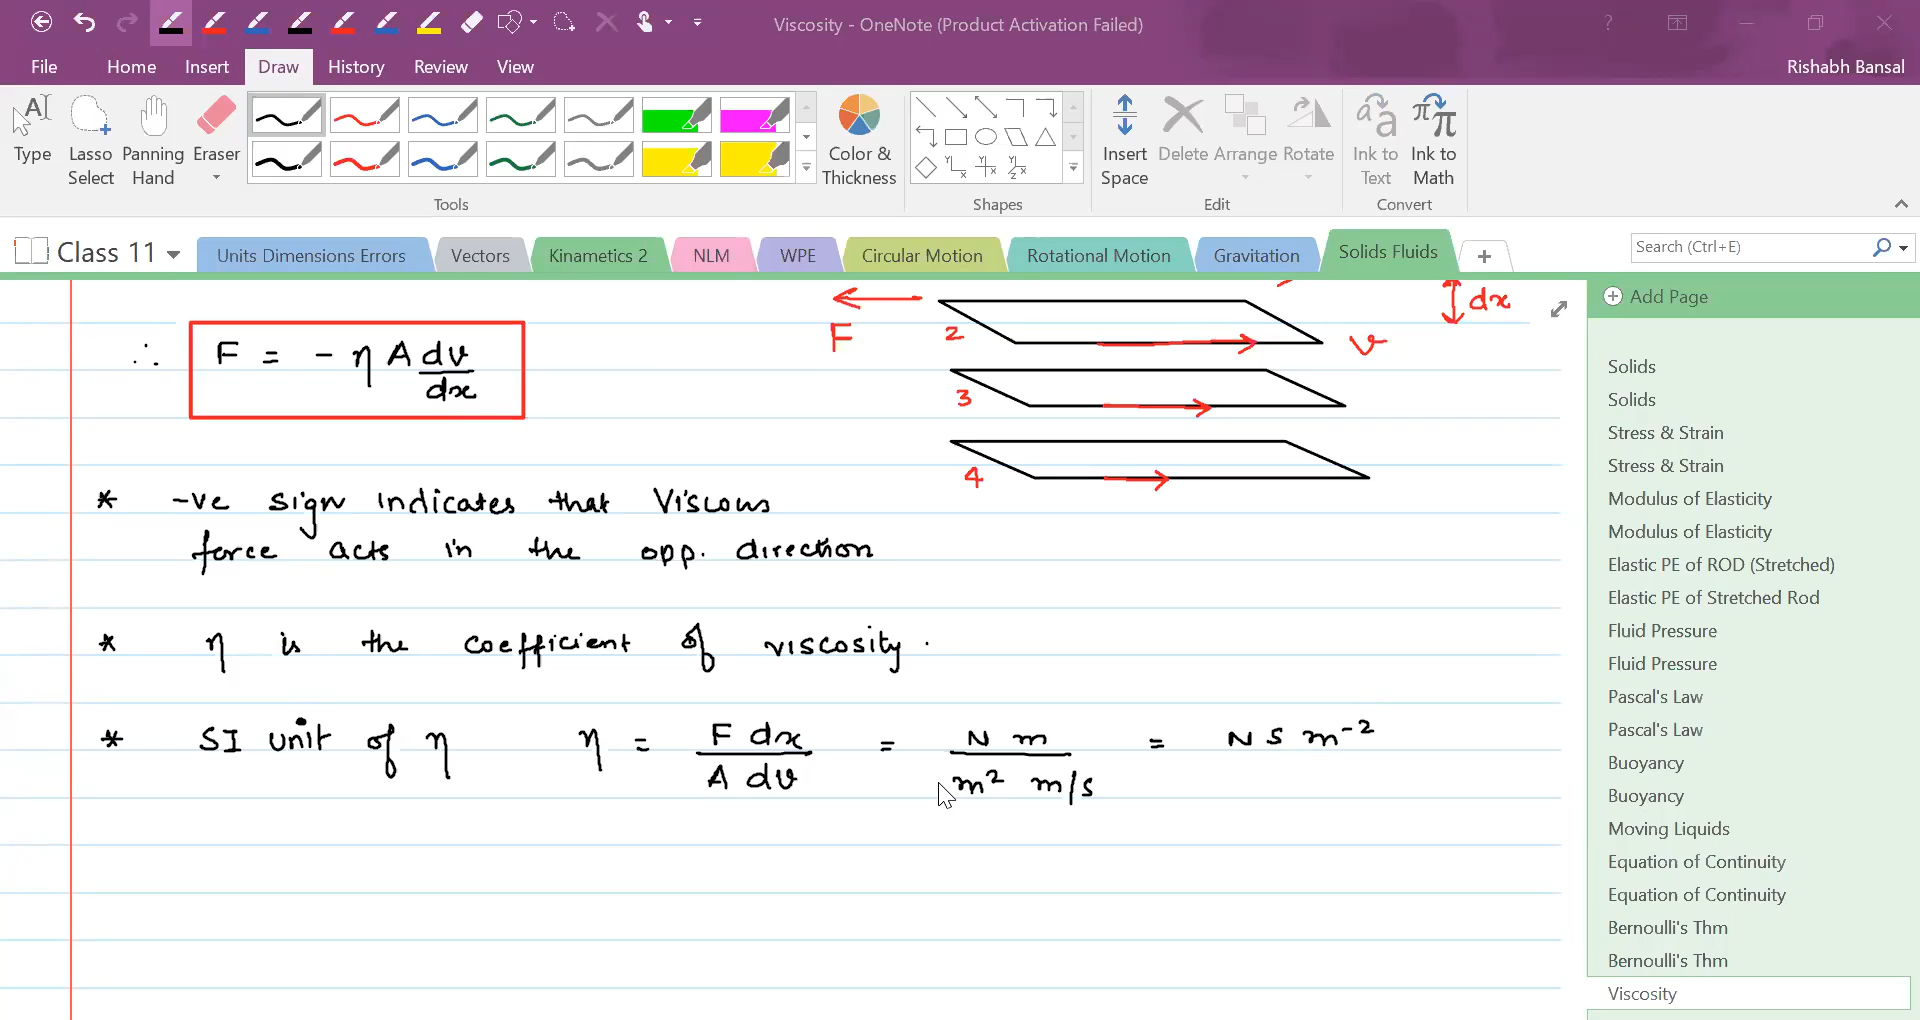 Viscosity - OneNote (Product Activation Failed)
File Home Insert Draw History Review View
Rishabh Bansal
Type
Lasso Select
Panning Hand
Eraser
Color & Thickness
Insert Space
Delete
Arrange
Rotate
Ink to Text
Ink to Math
Tools
Shapes
Edit
Convert
Class 11
Units Dimensions Errors
Vectors
Kinametics 2
NLM
WPE
Circular Motion
Rotational Motion
Gravitation
Solids Fluids
Search (Ctrl+E)
Add Page
Solids
Solids
Stress & Strain
Stress & Strain
Modulus of Elasticity
Modulus of Elasticity
Elastic PE of ROD (Stretched)
Elastic PE of Stretched Rod
Fluid Pressure
Fluid Pressure
Pascal's Law
Pascal's Law
Buoyancy
Buoyancy
Moving Liquids
Equation of Continuity
Equation of Continuity
Bernoulli's Thm
Bernoulli's Thm
Viscosity
∴ F = - η A dv/dx
F 2 v dx
3
4
* -ve sign indicates that Viscous
force acts in the opp. direction
* η is the coefficient of viscosity.
* SI unit of η η = F dx / A dv = N m / m² m/s = N S m⁻²